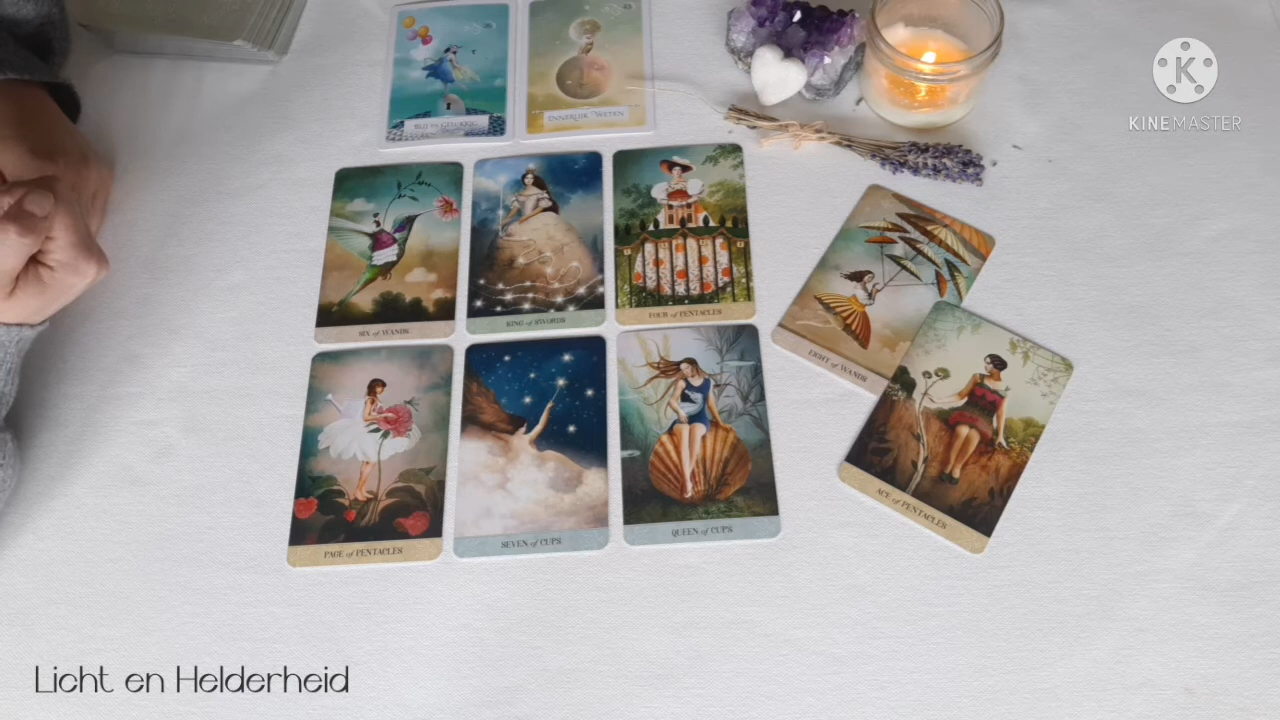 BLIJ EN GELUKKIG
INNERLIJK WETEN
K
KINEMASTER
SIX of WANDS
KING of SWORDS
FOUR of PENTACLES
EIGHT of WANDS
PAGE of PENTACLES
SEVEN of CUPS
QUEEN of CUPS
ACE of PENTACLES
Licht en Helderheid